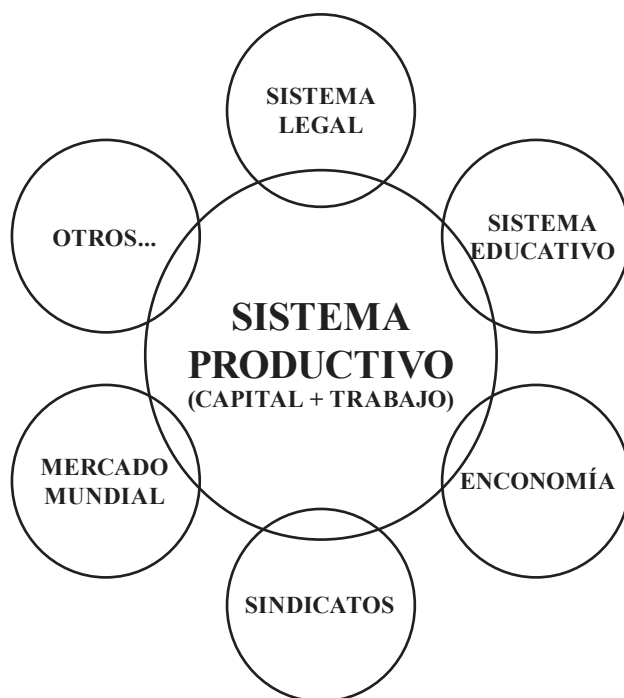 SISTEMA
LEGAL
OTROS...
SISTEMA
EDUCATIVO
SISTEMA
PRODUCTIVO
(CAPITAL + TRABAJO)
MERCADO
MUNDIAL
ENCONOMÍA
SINDICATOS